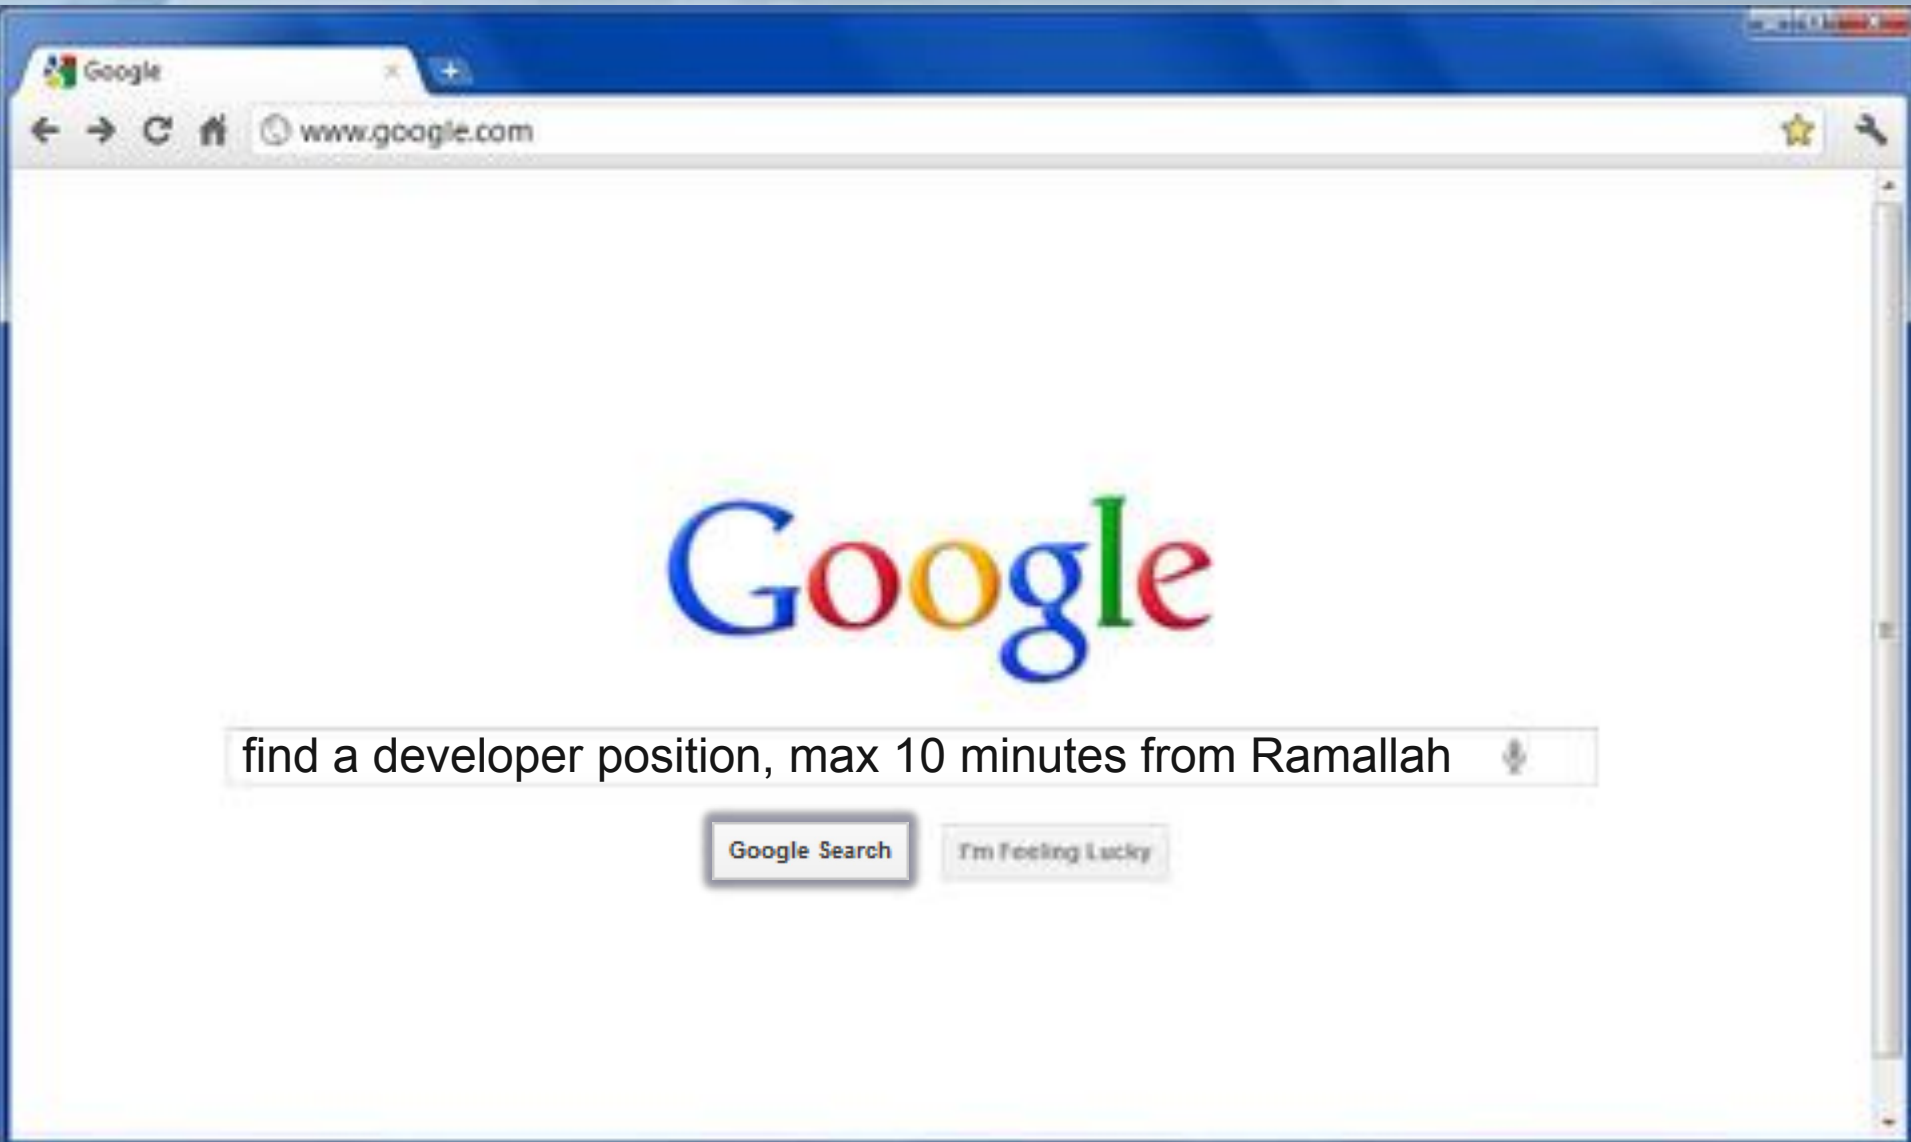 Google
www.google.com
Google
find a developer position, max 10 minutes from Ramallah
Google Search
I'm Feeling Lucky